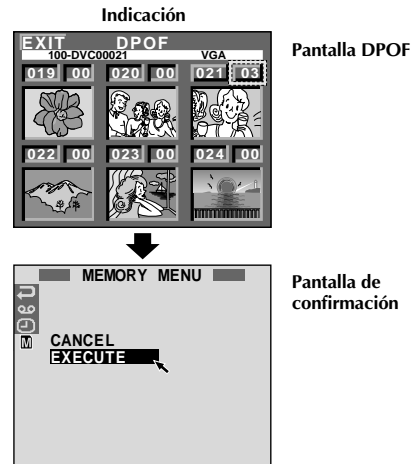 Indicación
EXIT DPOF
100-DVC00021 VGA
019 00 020 00 021 03
022 00 023 00 024 00
Pantalla DPOF
MEMORY MENU
M
CANCEL
EXECUTE
Pantalla de
confirmación